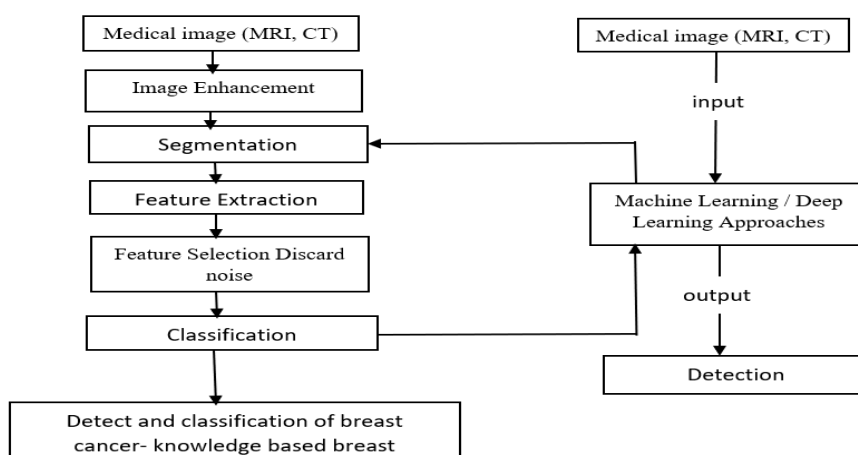 Medical image (MRI, CT)
Image Enhancement
Segmentation
Feature Extraction
Feature Selection Discard
noise
Classification
Detect and classification of breast
cancer- knowledge based breast
Medical image (MRI, CT)
input
Machine Learning / Deep
Learning Approaches
output
Detection